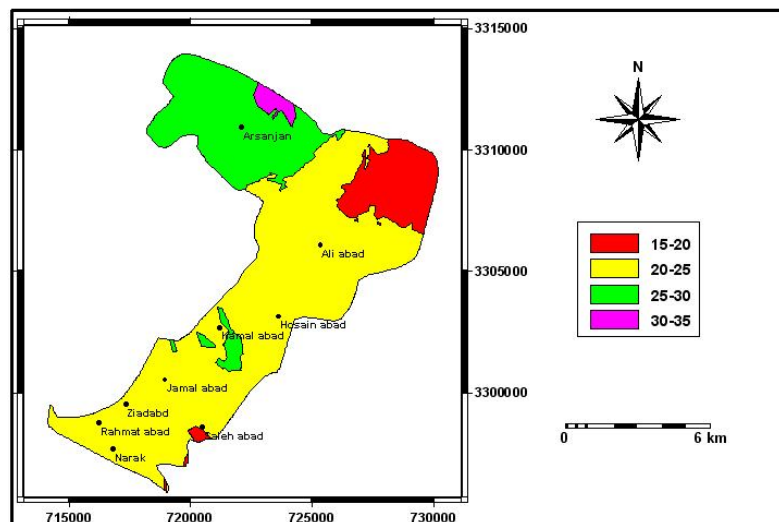 3315000
N
Arsanjan
3310000
Ali abad
15-20
20-25
25-30
30-35
3305000
Hosain abad
Kamal abad
Jamal abad
3300000
Ziadabd
Rahmat abad
Saleh abad
Narak
0 6 km
715000 720000 725000 730000